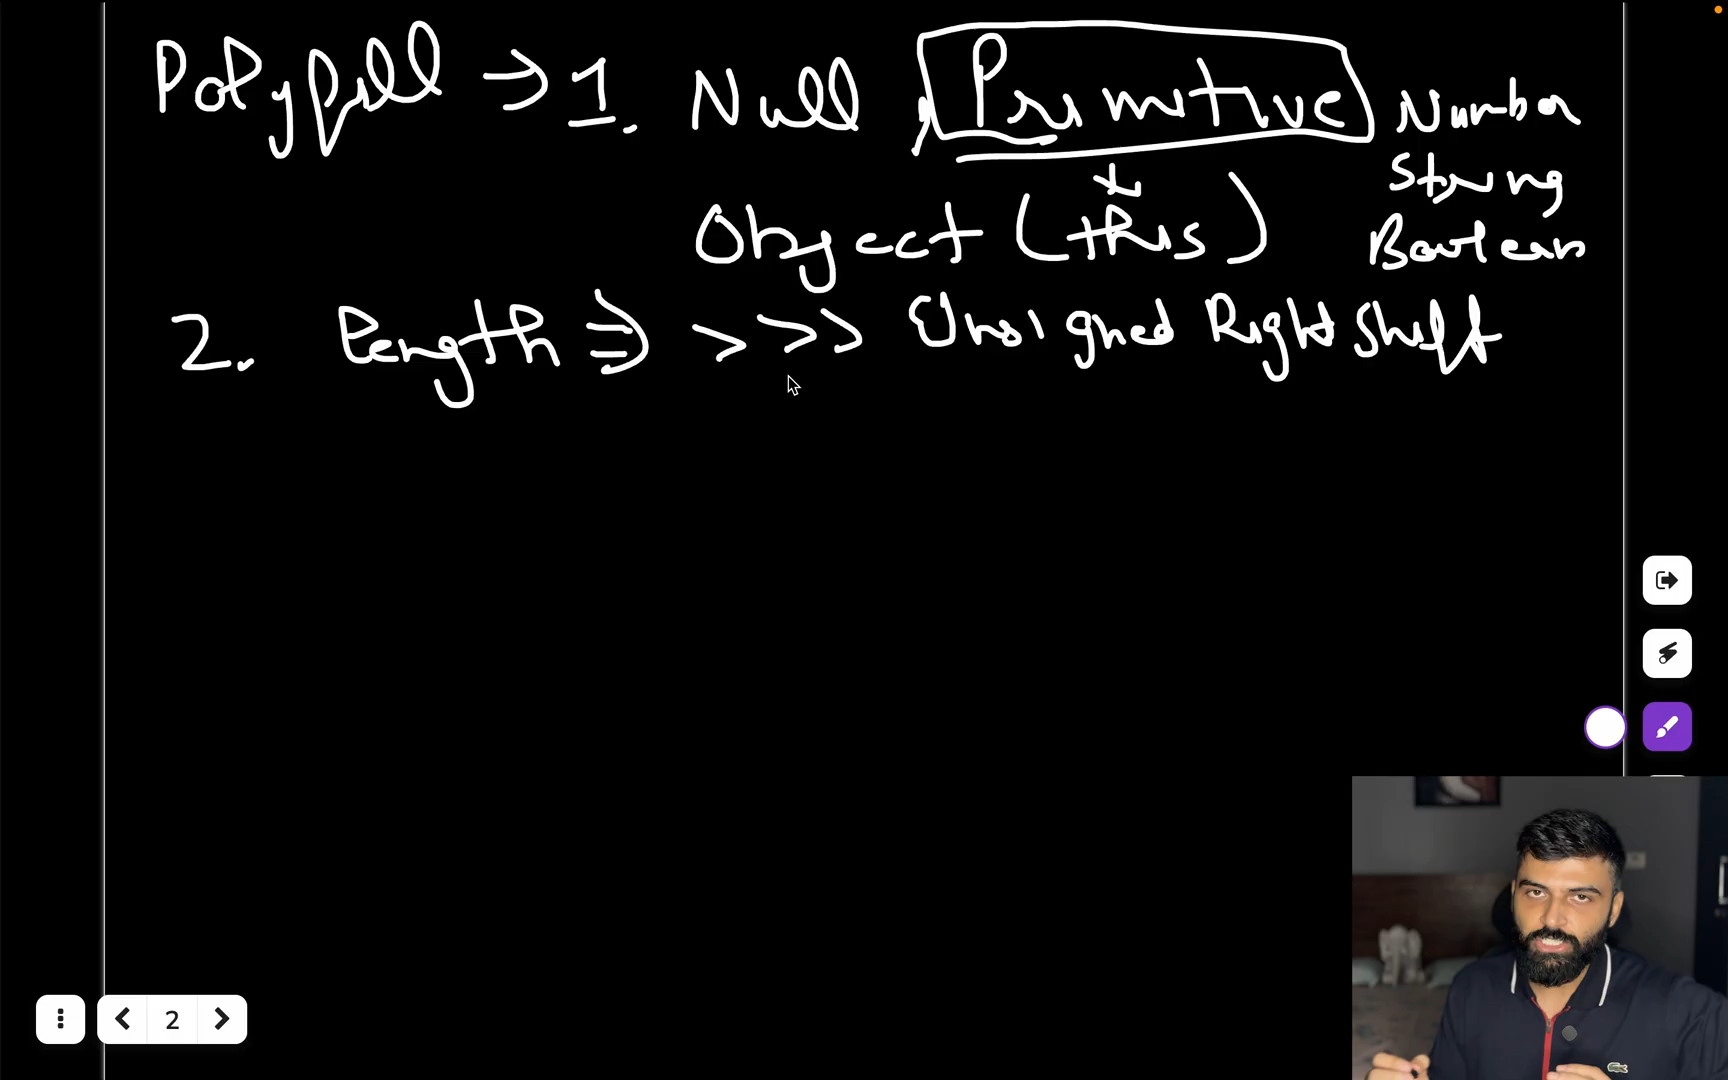 Polyfill → 1. Null, Primitive Number
String
Object (this) Boolean
2. length ⇒ >>> Unsigned Right Shift
2